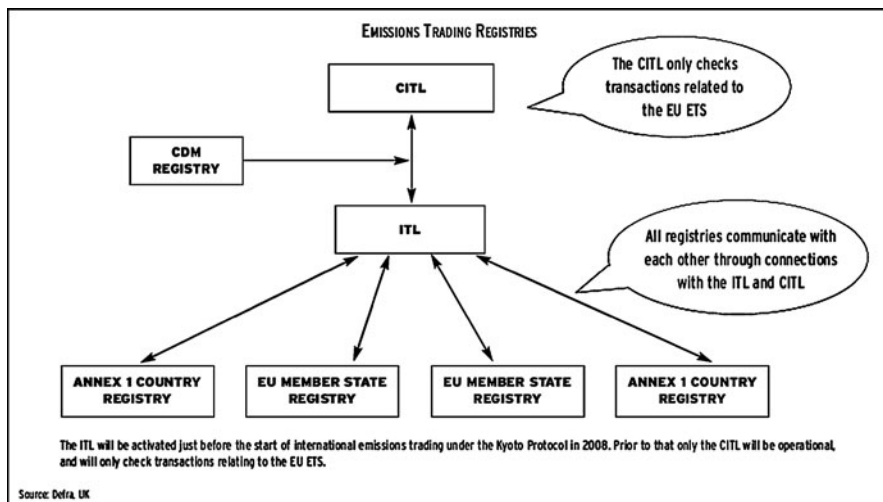 EMISSIONS TRADING REGISTRIES
CITL
The CITL only checks
transactions related to
the EU ETS
CDM
REGISTRY
ITL
All registries communicate with
each other through connections
with the ITL and CITL
ANNEX 1 COUNTRY
REGISTRY
EU MEMBER STATE
REGISTRY
EU MEMBER STATE
REGISTRY
ANNEX 1 COUNTRY
REGISTRY
The ITL will be activated just before the start of international emissions trading under the Kyoto Protocol in 2008. Prior to that only the CITL will be operational,
and will only check transactions relating to the EU ETS.
Source: Defra, UK